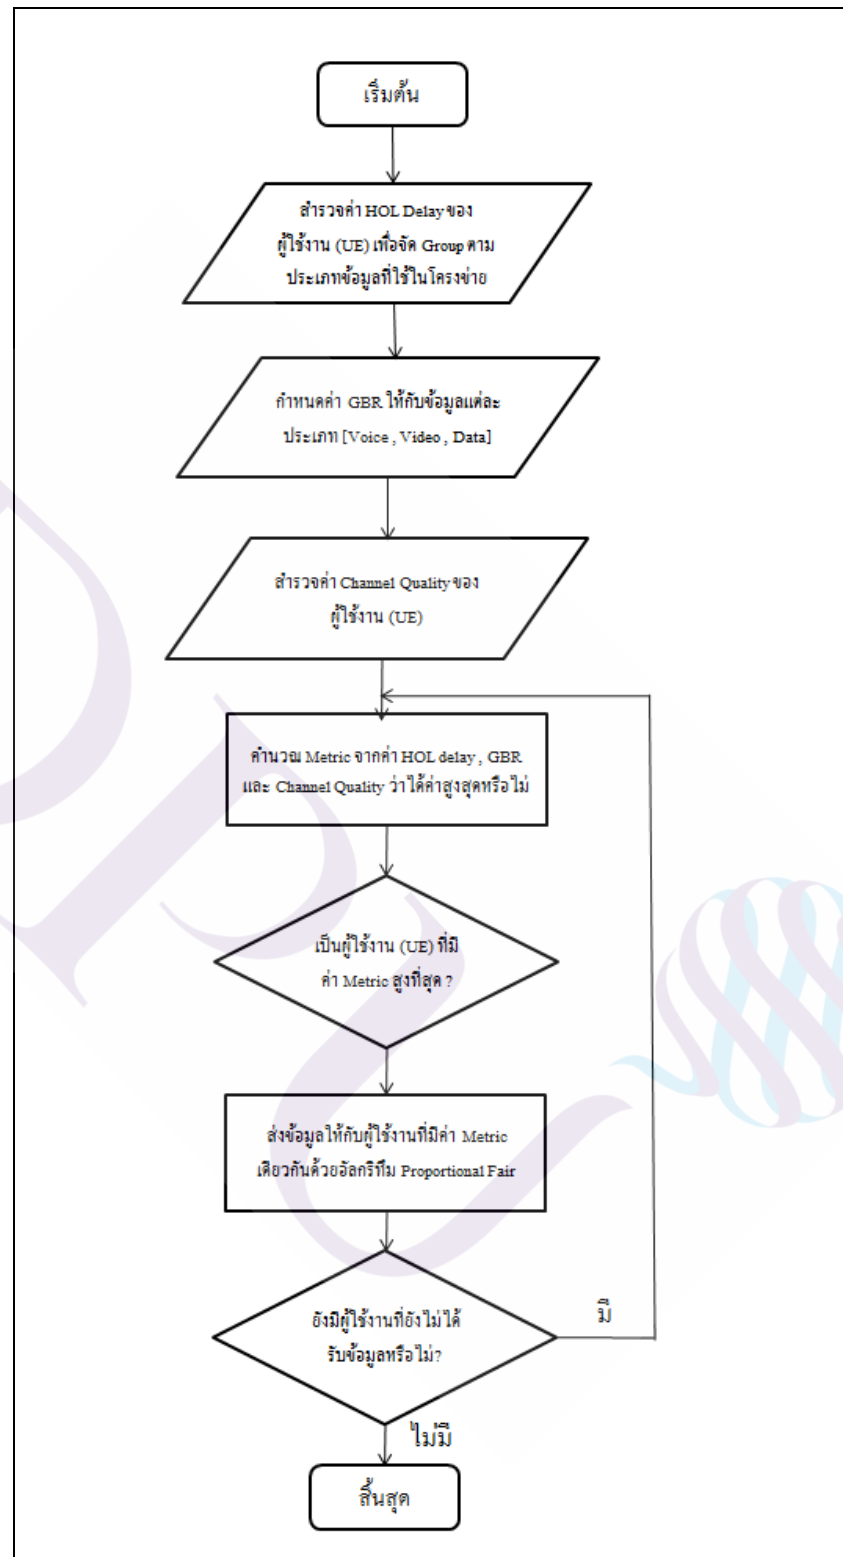 เริ่มต้น
สำรวจค่า HOL Delay ของ
ผู้ใช้งาน (UE) เพื่อจัด Group ตาม
ประเภทข้อมูลที่ใช้ในโครงข่าย
กำหนดค่า GBR ให้กับข้อมูลแต่ละ
ประเภท [Voice , Video , Data]
สำรวจค่า Channel Quality ของ
ผู้ใช้งาน (UE)
คำนวณ Metric จากค่า HOL delay , GBR
และ Channel Quality ว่าได้ค่าสูงสุดหรือไม่
เป็นผู้ใช้งาน (UE) ที่มี
ค่า Metric สูงที่สุด ?
ส่งข้อมูลให้กับผู้ใช้งานที่มีค่า Metric
เดียวกันด้วยอัลกริทึม Proportional Fair
ยังมีผู้ใช้งานที่ยังไม่ได้
รับข้อมูลหรือไม่?
มี
ไม่มี
สิ้นสุด
DPU